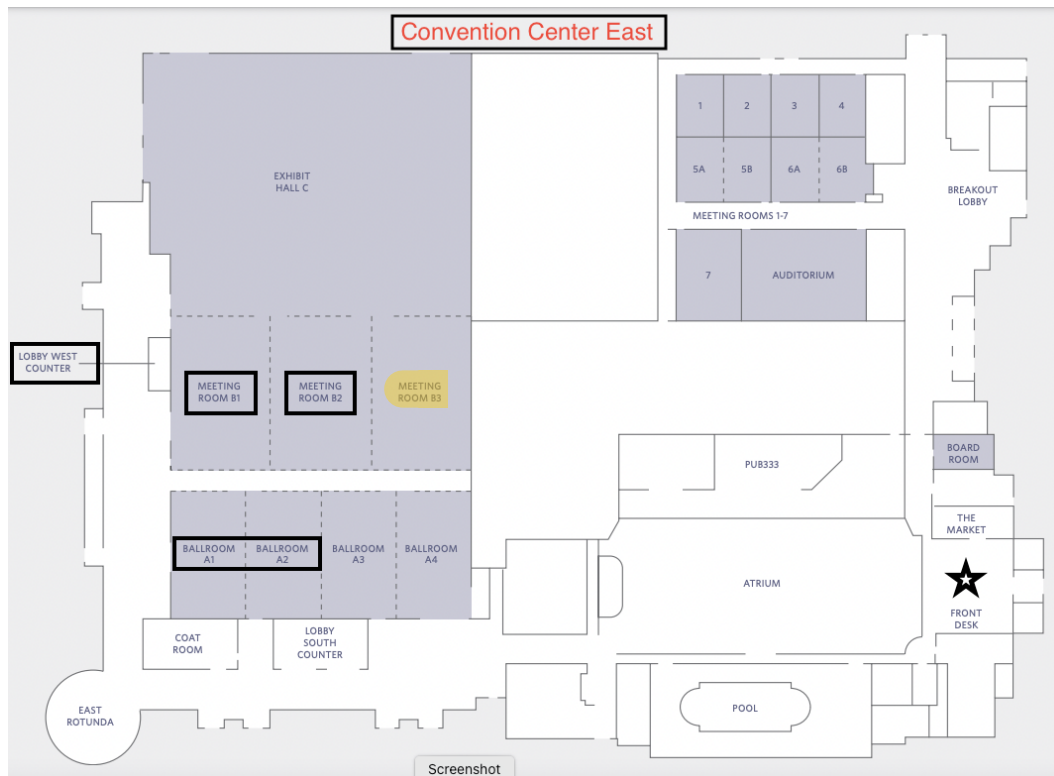 Convention Center East
1
2
3
4
EXHIBIT
HALL C
5A
5B
6A
6B
BREAKOUT
LOBBY
MEETING ROOMS 1-7
7
AUDITORIUM
LOBBY WEST
COUNTER
MEETING
ROOM B1
MEETING
ROOM B2
MEETING
ROOM B3
BOARD
ROOM
PUB333
THE
MARKET
BALLROOM
A1
BALLROOM
A2
BALLROOM
A3
BALLROOM
A4
ATRIUM
FRONT
DESK
COAT
ROOM
LOBBY
SOUTH
COUNTER
EAST
ROTUNDA
POOL
Screenshot